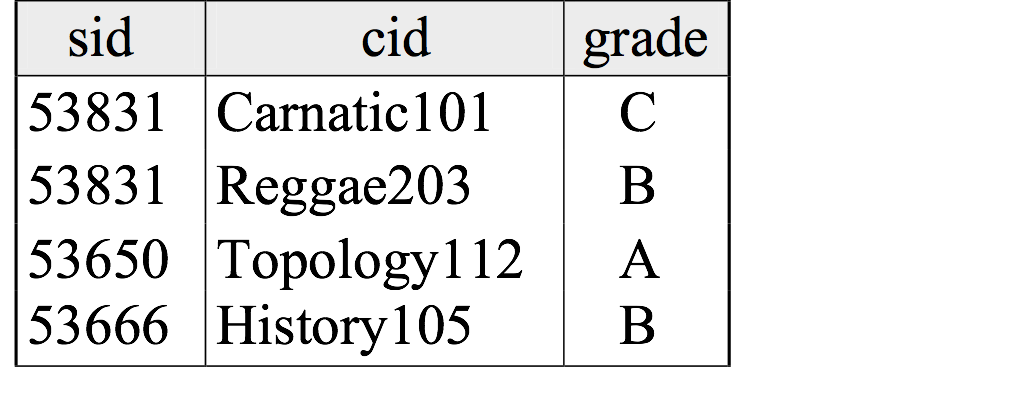 sid cid grade
53831 Carnatic101 C
53831 Reggae203 B
53650 Topology112 A
53666 History105 B